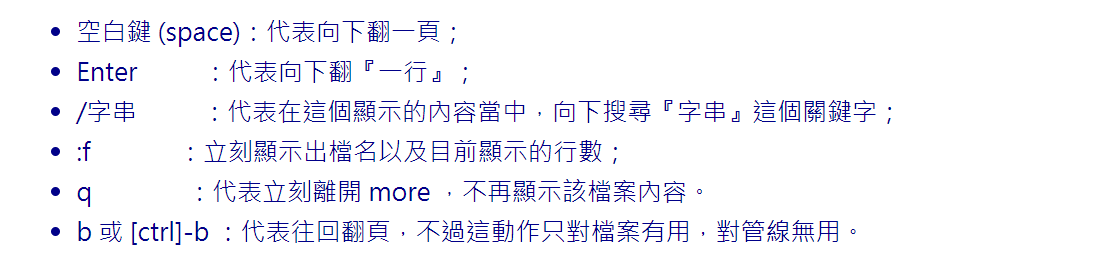 • 空白鍵 (space)：代表向下翻一頁；
• Enter ：代表向下翻『一行』；
• /字串 ：代表在這個顯示的內容當中，向下搜尋『字串』這個關鍵字；
• :f ：立刻顯示出檔名以及目前顯示的行數；
• q ：代表立刻離開 more ，不再顯示該檔案內容。
• b 或 [ctrl]-b ：代表往回翻頁，不過這動作只對檔案有用，對管線無用。